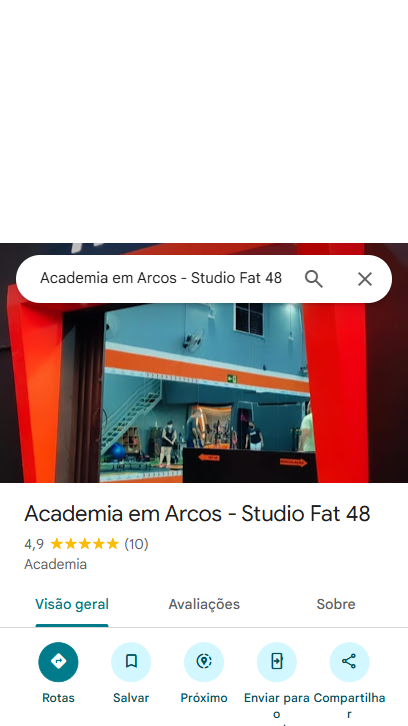 Academia em Arcos - Studio Fat 48
Academia em Arcos - Studio Fat 48
4,9 ★★★★★ (10)
Academia
Visão geral Avaliações Sobre
Rotas Salvar Próximo Enviar para Compartilha
o r